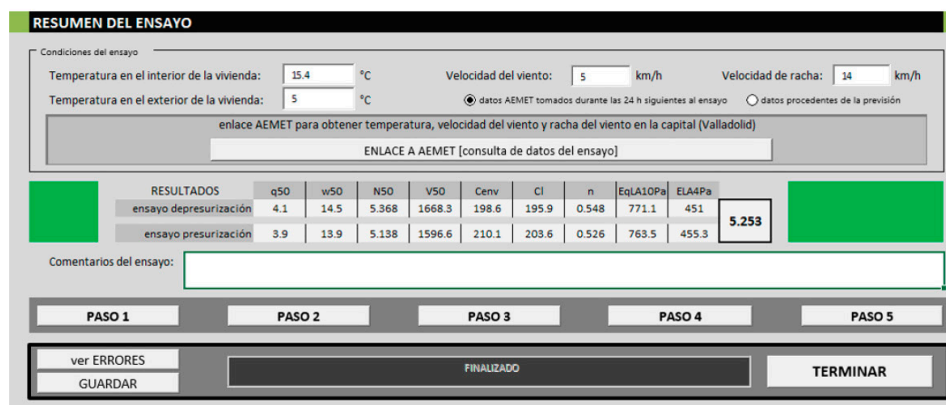 RESUMEN DEL ENSAYO
Condiciones del ensayo
Temperatura en el interior de la vivienda: 15.4 °C Velocidad del viento: 5 km/h Velocidad de racha: 14 km/h
Temperatura en el exterior de la vivienda: 5 °C datos AEMET tomados durante las 24 h siguientes al ensayo datos procedentes de la previsión
enlace AEMET para obtener temperatura, velocidad del viento y racha del viento en la capital (Valladolid)
ENLACE A AEMET [consulta de datos del ensayo]
RESULTADOS q50 w50 N50 V50 Cenv Cl n EqLA10Pa ELA4Pa
ensayo depresurización 4.1 14.5 5.368 1668.3 198.6 195.9 0.548 771.1 451
5.253
ensayo presurización 3.9 13.9 5.138 1596.6 210.1 203.6 0.526 763.5 455.3
Comentarios del ensayo:
PASO 1 PASO 2 PASO 3 PASO 4 PASO 5
ver ERRORES
FINALIZADO
TERMINAR
GUARDAR